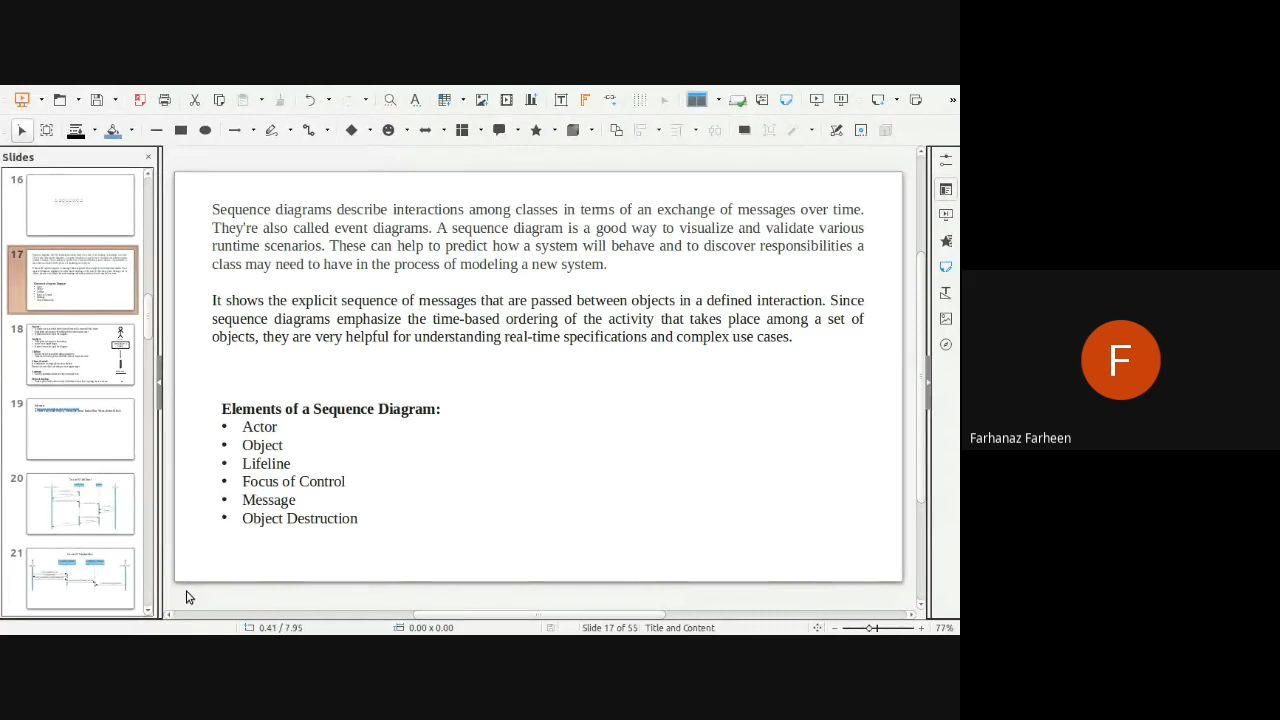 Slides
16
17
18
19
20
21
Sequence diagrams describe interactions among classes in terms of an exchange of messages over time.
They're also called event diagrams. A sequence diagram is a good way to visualize and validate various
runtime scenarios. These can help to predict how a system will behave and to discover responsibilities a
class may need to have in the process of modeling a new system.
It shows the explicit sequence of messages that are passed between objects in a defined interaction. Since
sequence diagrams emphasize the time-based ordering of the activity that takes place among a set of
objects, they are very helpful for understanding real-time specifications and complex use cases.
Elements of a Sequence Diagram:
• Actor
• Object
• Lifeline
• Focus of Control
• Message
• Object Destruction
0.41 / 7.95
0.00 x 0.00
Slide 17 of 55
Title and Content
77%
F
Farhanaz Farheen